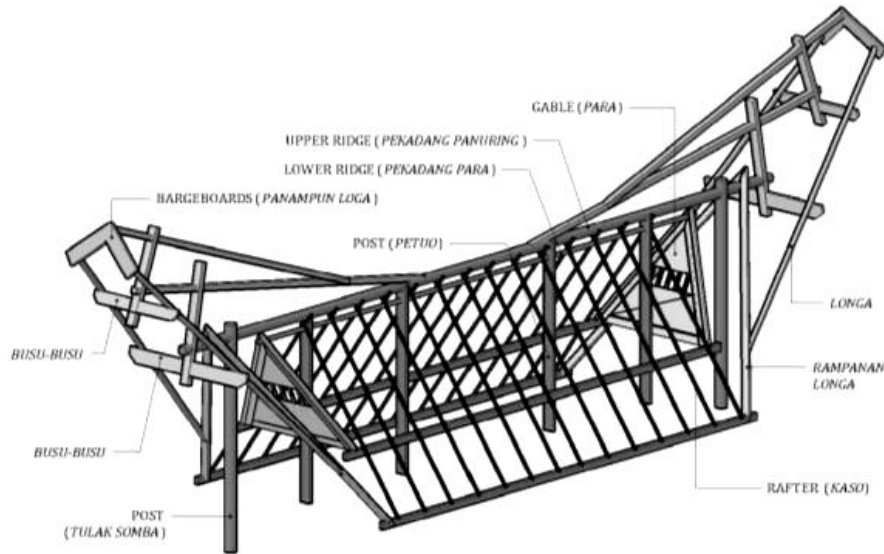 GABLE (PARA)
UPPER RIDGE (PEKADANG PANURING)
LOWER RIDGE (PEKADANG PARA)
BARGEBOARDS (PANAMPUN LOGA)
POST (PETUO)
LONGA
BUSU-BUSU
RAMPANAN
LONGA
BUSU-BUSU
RAFTER (KASO)
POST
(TULAK SOMBA)